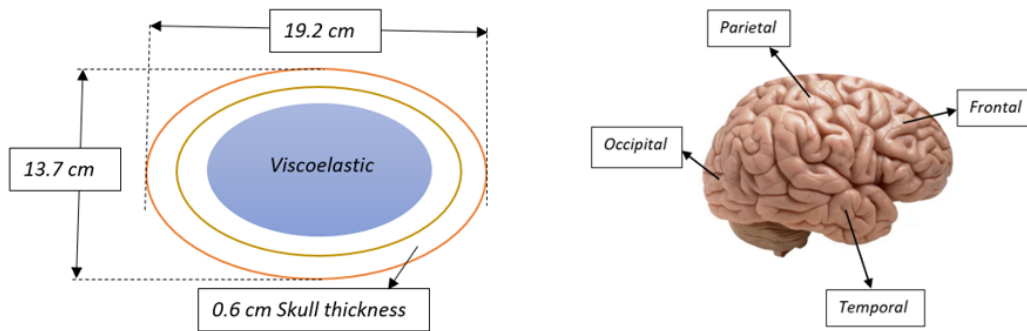 19.2 cm
13.7 cm
Viscoelastic
0.6 cm Skull thickness
Parietal
Frontal
Occipital
Temporal